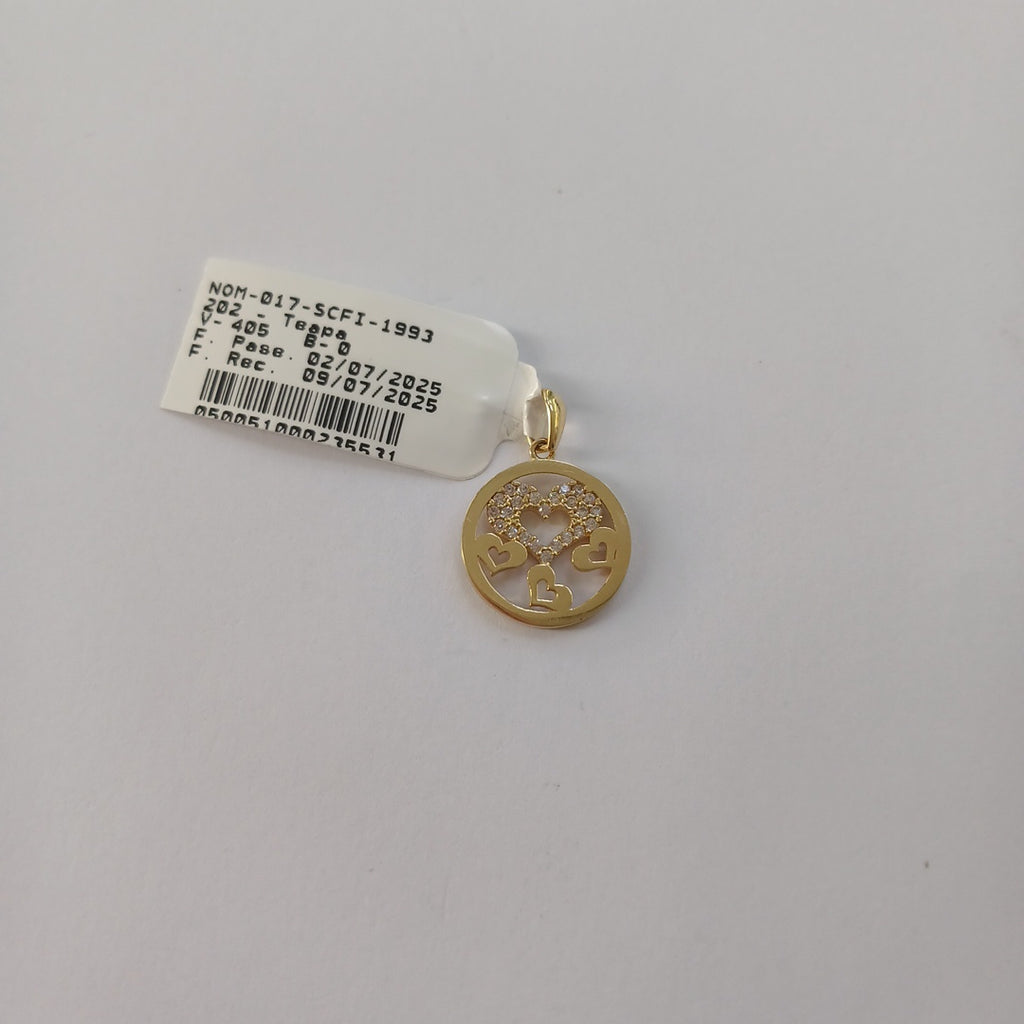 NOM-017-SCFI-1993
202 - Teapa
V- 405 B- 0
F. Pase. 02/07/2025
F. Rec. 09/07/2025
050051000235531